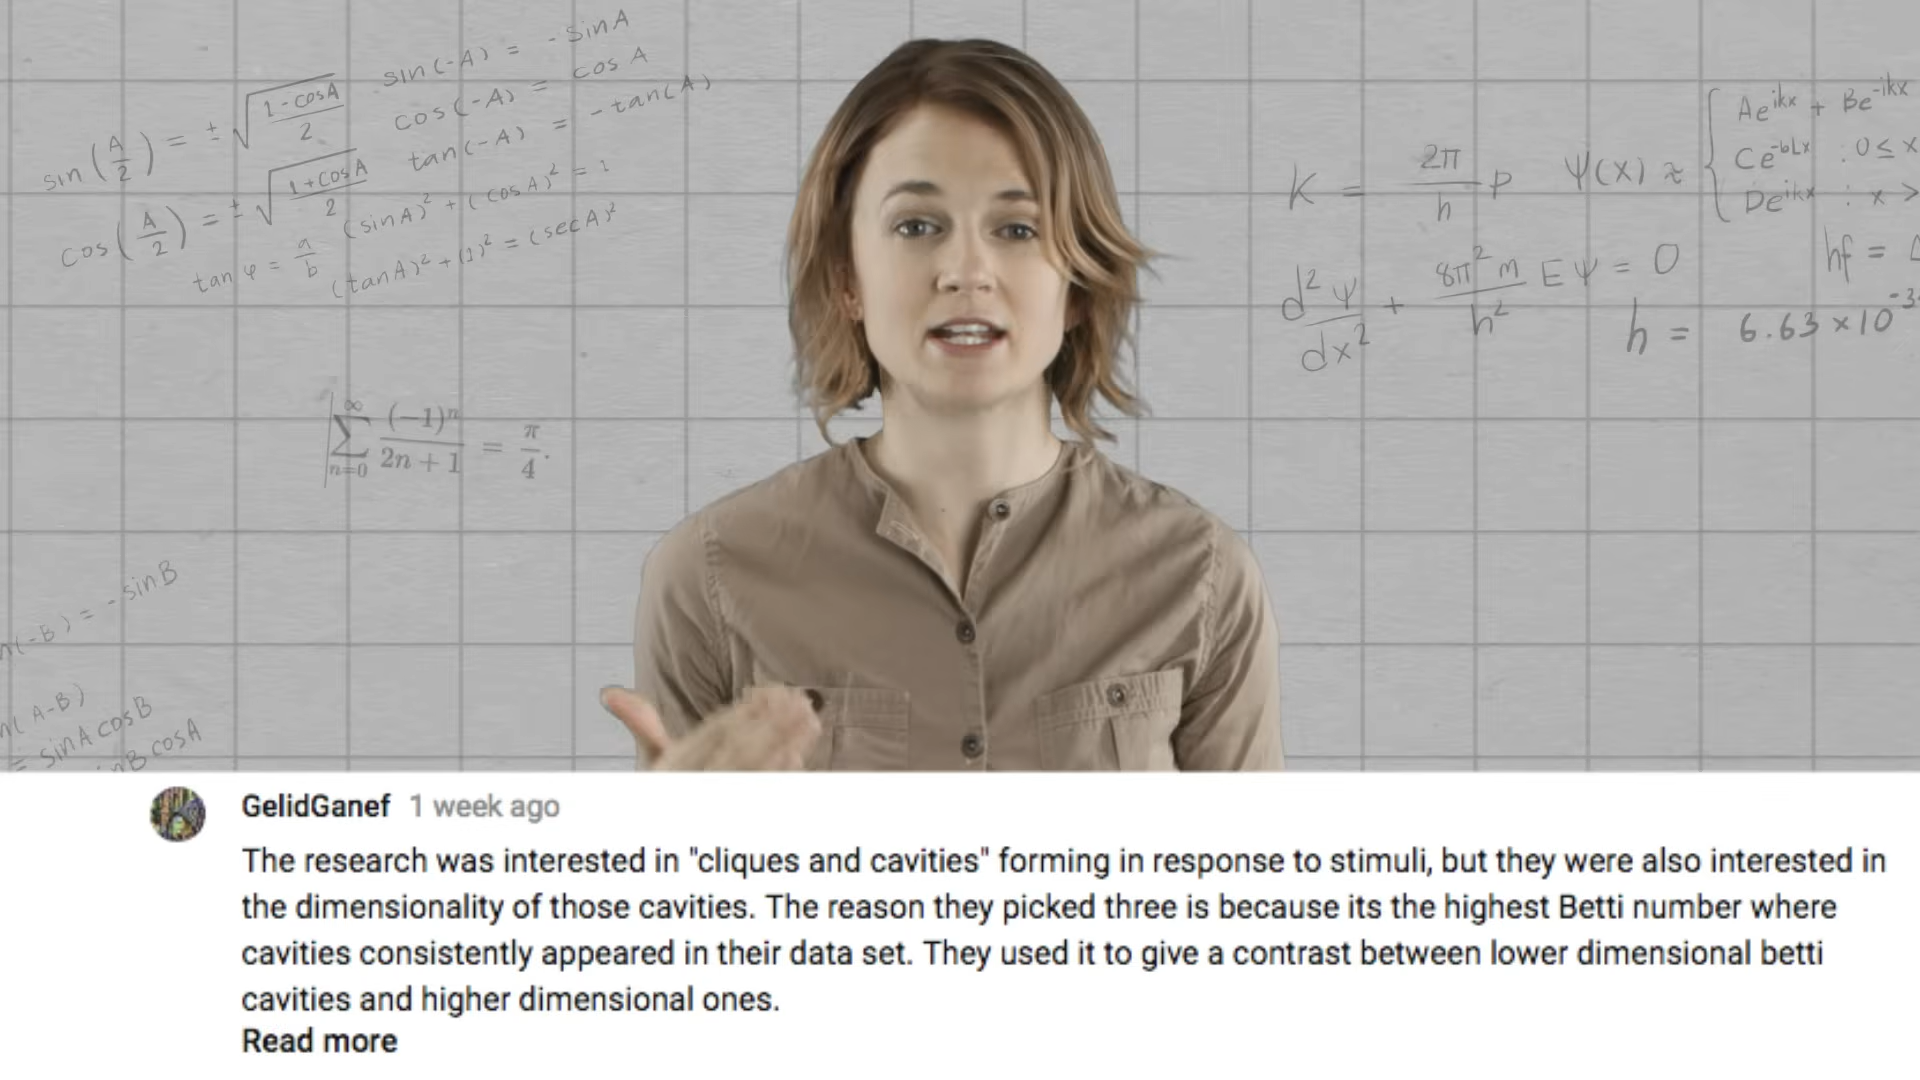 sin(-A) = -sinA
cos(-A) = cosA
tan(-A) = -tan(A)
sin(A/2) = ±√((1-cosA)/2)
cos(A/2) = ±√((1+cosA)/2)
(sinA)² + (cosA)² = 1
tan φ = a/b
(tanA)² + (1)² = (secA)²
∑_{n=0}^{∞} (-1)^n/(2n+1) = π/4.
-B) = -sinB
(A-B)
= sinA cosB
B cosA
K = 2π/h p
Ψ(x) ≈ { Ae^{ikx} + Be^{-ikx}
: 0 ≤ x
De^{ikx} : x >
d²Ψ/dx² + 8π²m/h² EΨ = 0
hf =
h = 6.63 × 10
GelidGanef 1 week ago
The research was interested in "cliques and cavities" forming in response to stimuli, but they were also interested in
the dimensionality of those cavities. The reason they picked three is because its the highest Betti number where
cavities consistently appeared in their data set. They used it to give a contrast between lower dimensional betti
cavities and higher dimensional ones.
Read more